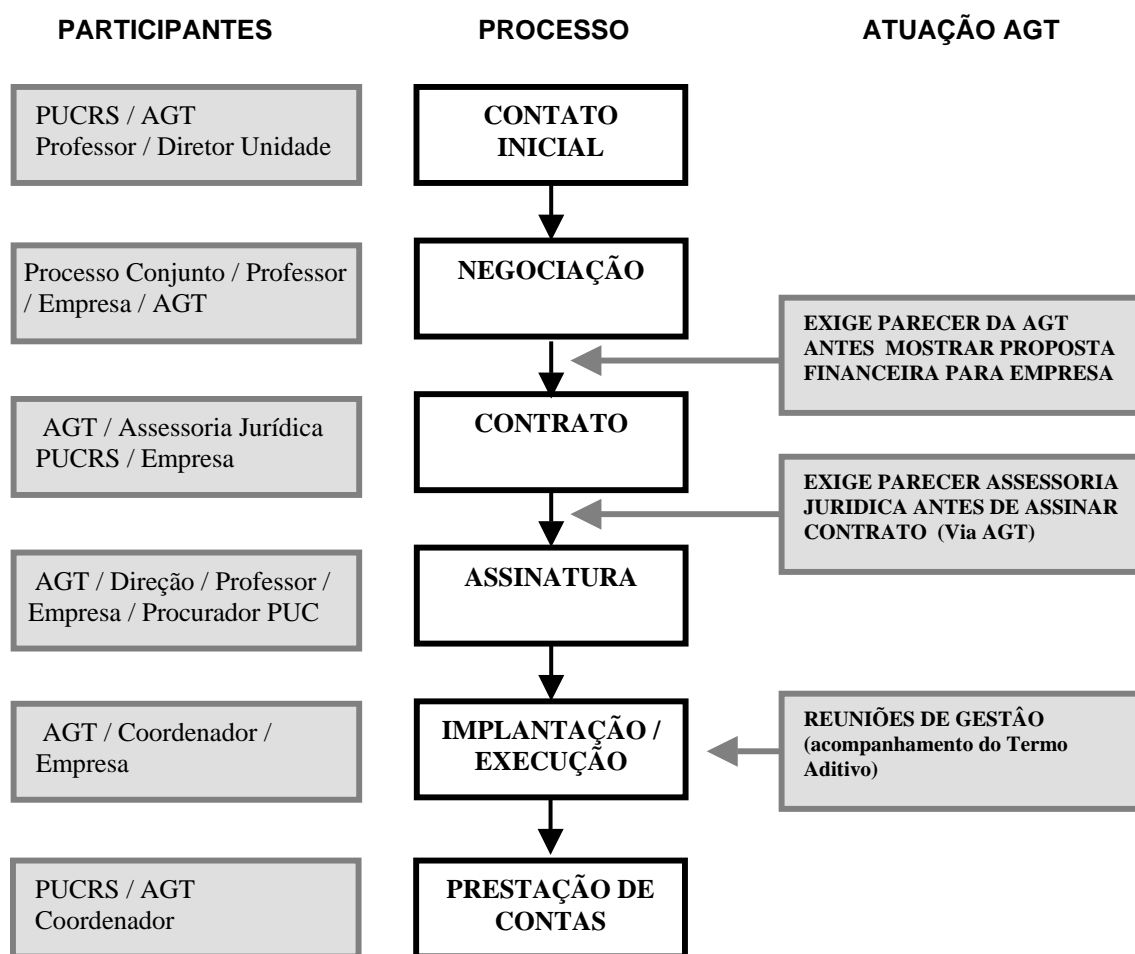 PARTICIPANTES
PROCESSO
ATUAÇÃO AGT
PUCRS / AGT
Professor / Diretor Unidade
CONTATO
INICIAL
Processo Conjunto / Professor
/ Empresa / AGT
NEGOCIAÇÃO
EXIGE PARECER DA AGT
ANTES MOSTRAR PROPOSTA
FINANCEIRA PARA EMPRESA
AGT / Assessoria Jurídica
PUCRS / Empresa
CONTRATO
EXIGE PARECER ASSESSORIA
JURIDICA ANTES DE ASSINAR
CONTRATO (Via AGT)
AGT / Direção / Professor /
Empresa / Procurador PUC
ASSINATURA
AGT / Coordenador /
Empresa
IMPLANTAÇÃO /
EXECUÇÃO
REUNIÕES DE GESTÂO
(acompanhamento do Termo
Aditivo)
PUCRS / AGT
Coordenador
PRESTAÇÃO DE
CONTAS